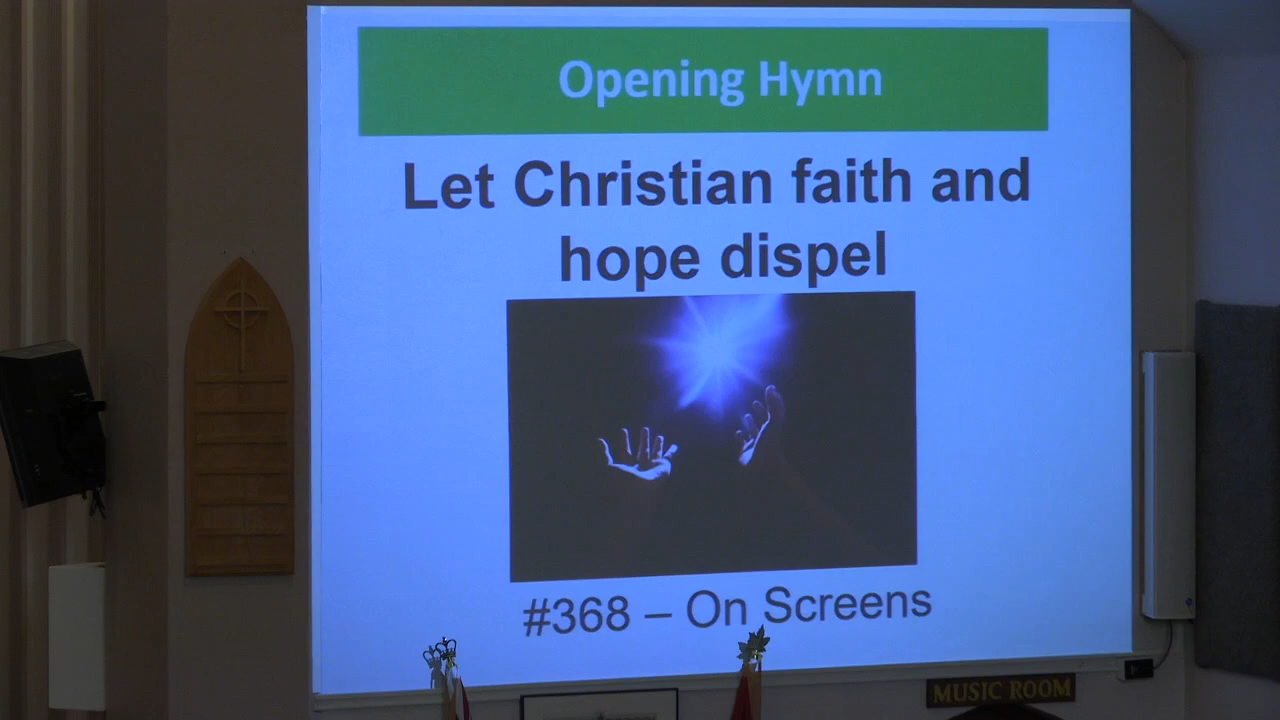 Opening Hymn
Let Christian faith and
hope dispel
#368 – On Screens
MUSIC ROOM